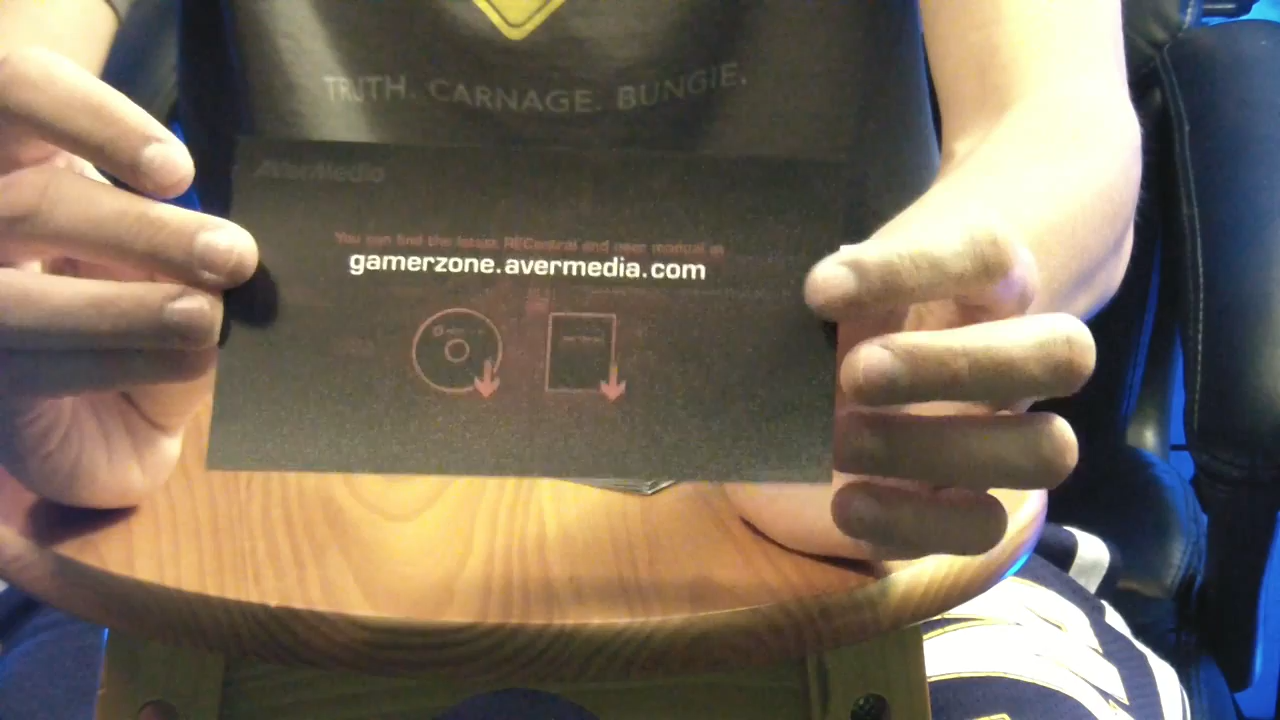 TRUTH. CARNAGE. BUNGIE.
AVerMedia
You can find the latest RECentral and user manual at
gamerzone.avermedia.com